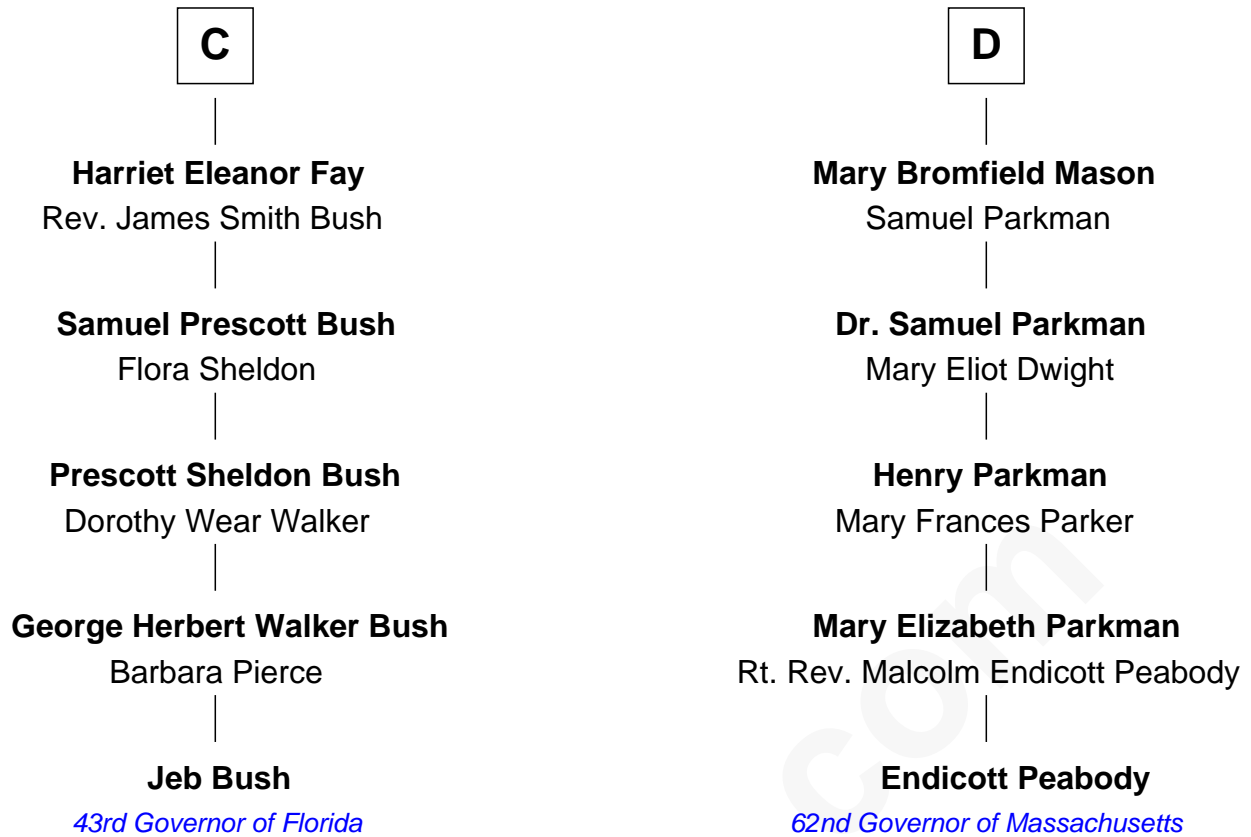 C
Harriet Eleanor Fay
Rev. James Smith Bush
Samuel Prescott Bush
Flora Sheldon
Prescott Sheldon Bush
Dorothy Wear Walker
George Herbert Walker Bush
Barbara Pierce
Jeb Bush
43rd Governor of Florida
D
Mary Bromfield Mason
Samuel Parkman
Dr. Samuel Parkman
Mary Eliot Dwight
Henry Parkman
Mary Frances Parker
Mary Elizabeth Parkman
Rt. Rev. Malcolm Endicott Peabody
Endicott Peabody
62nd Governor of Massachusetts
com